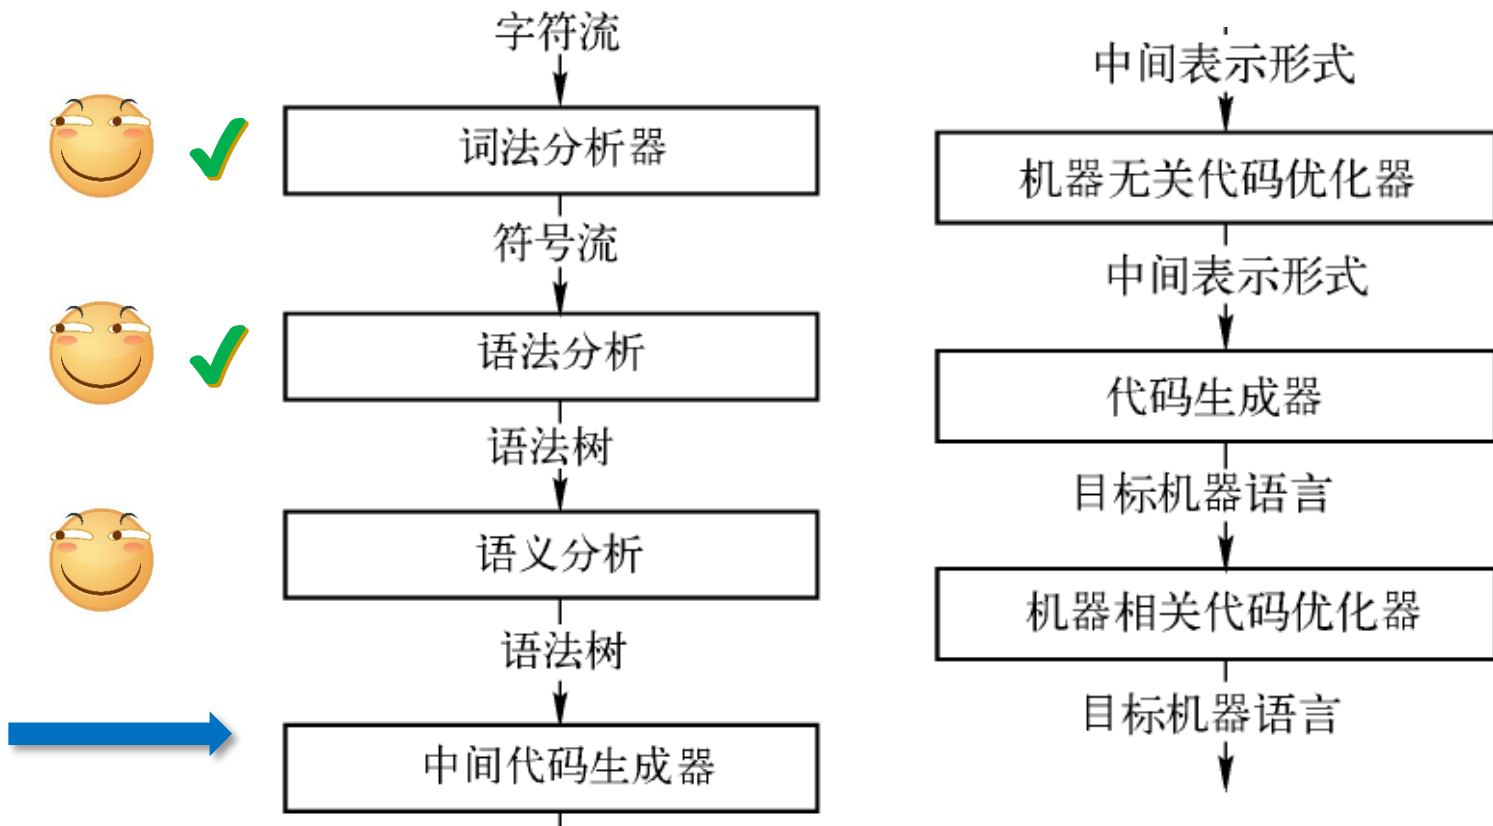 字符流
词法分析器
符号流
语法分析
语法树
语义分析
语法树
中间代码生成器
中间表示形式
机器无关代码优化器
中间表示形式
代码生成器
目标机器语言
机器相关代码优化器
目标机器语言